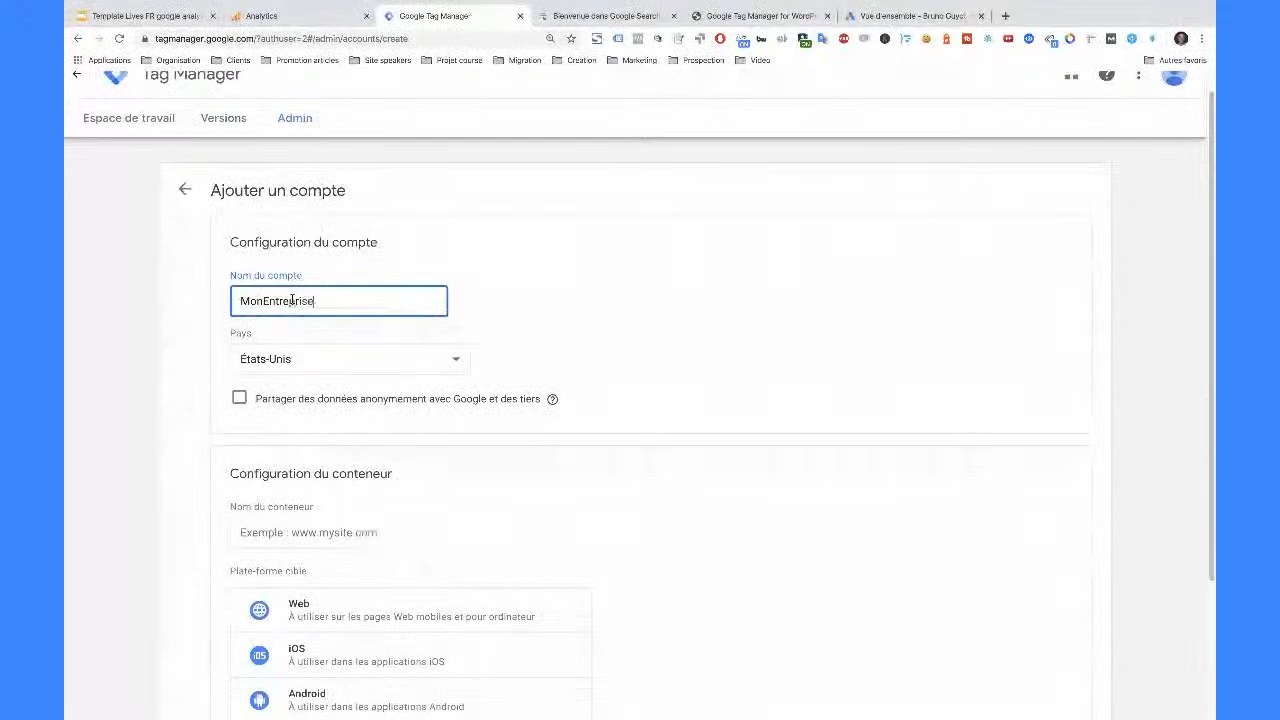 Template Lives FR google analy
Analytics
Google Tag Manager
Bienvenue dans Google Search
Google Tag Manager for WordP
Vue d'ensemble - Bruno Guyot
tagmanager.google.com/?authuser=2#/admin/accounts/create
Applications
Organisation
Clients
Promotion articles
Site speakers
Projet course
Migration
Creation
Marketing
Prospection
Video
Autres favoris
Tag Manager
Espace de travail
Versions
Admin
Ajouter un compte
Configuration du compte
Nom du compte
MonEntreprise
Pays
États-Unis
Partager des données anonymement avec Google et des tiers
Configuration du conteneur
Nom du conteneur
Exemple : www.mysite.com
Plate-forme cible
Web
À utiliser sur les pages Web mobiles et pour ordinateur
iOS
À utiliser dans les applications iOS
Android
À utiliser dans les applications Android